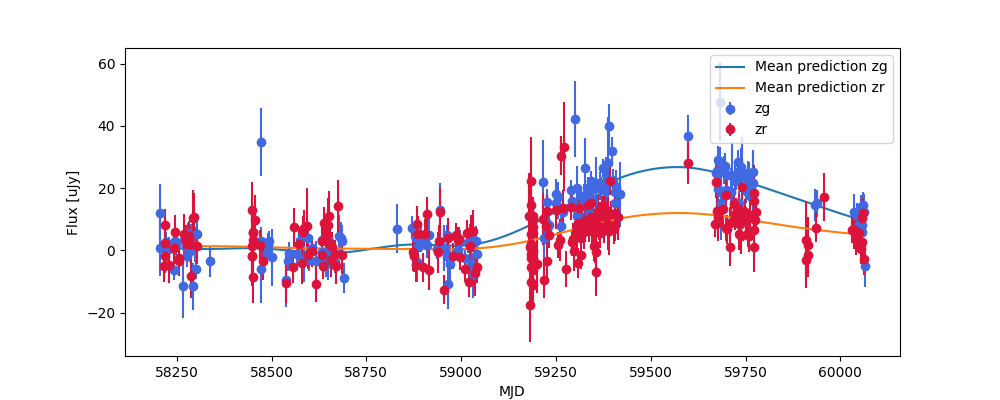 60
40
20
0
−20
Flux [uJy]
58250 58500 58750 59000 59250 59500 59750 60000
MJD
Mean prediction zg
Mean prediction zr
zg
zr